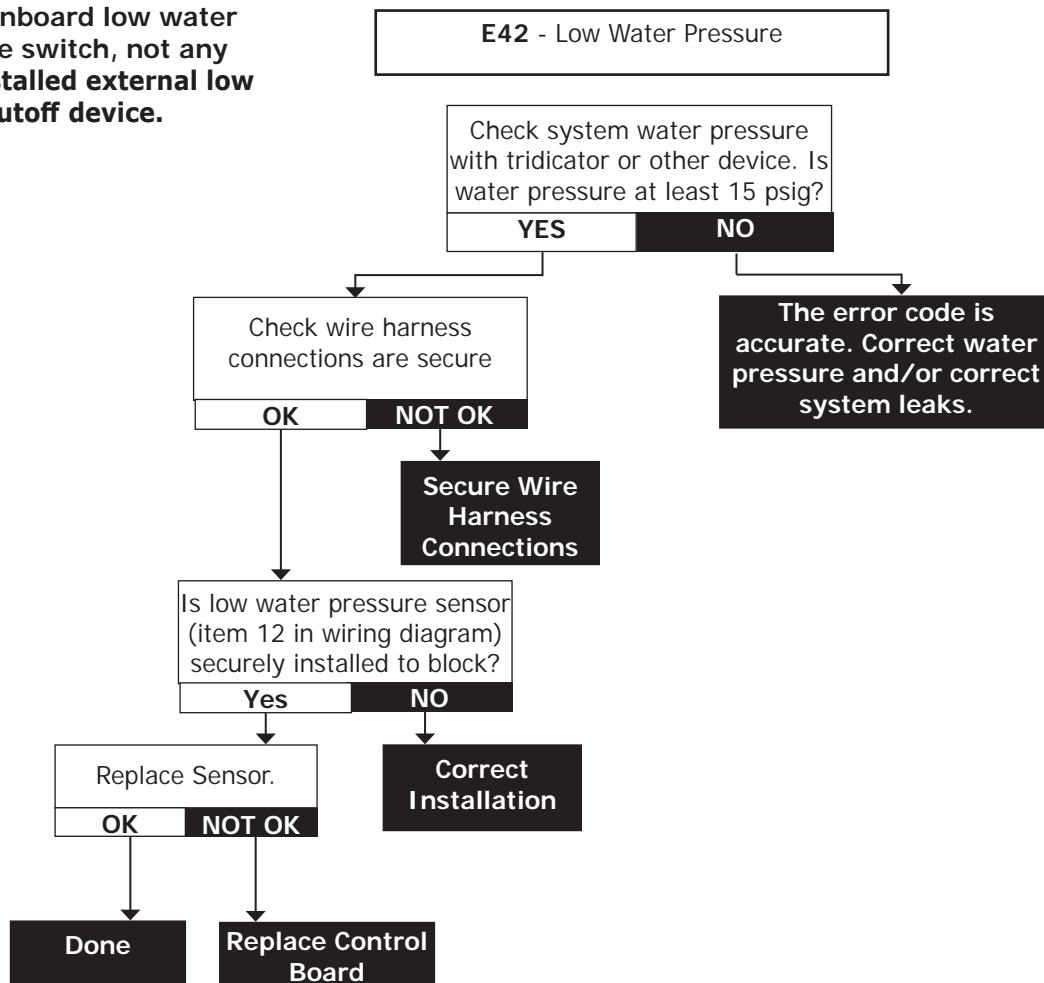 nboard low water
e switch, not any
stalled external low
utoff device.
E42 - Low Water Pressure
Check system water pressure
with tridicator or other device. Is
water pressure at least 15 psig?
YES NO
Check wire harness
connections are secure
The error code is
accurate. Correct water
pressure and/or correct
system leaks.
OK NOT OK
Secure Wire
Harness
Connections
Is low water pressure sensor
(item 12 in wiring diagram)
securely installed to block?
Yes NO
Replace Sensor.
Correct
Installation
OK NOT OK
Done
Replace Control
Board